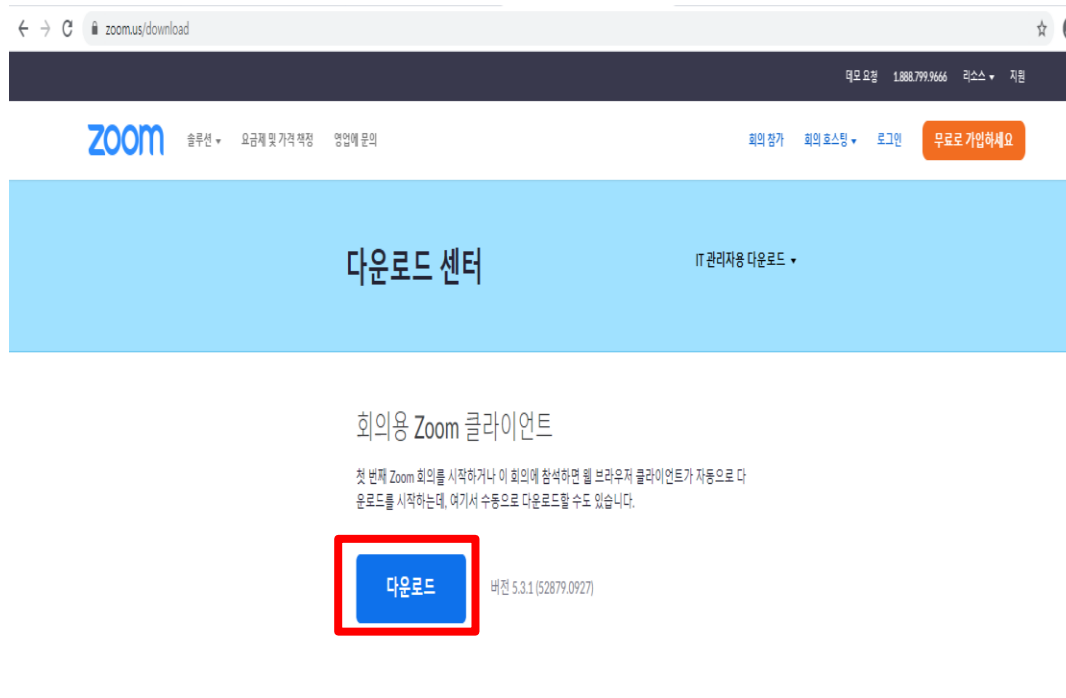 zoom.us/download
데모 요청 1.888.799.9666 리소스 지원
zoom 솔루션 요금제 및 가격 책정 영업에 문의 회의 참가 회의 호스팅 로그인 무료로 가입하세요
다운로드 센터 IT 관리자용 다운로드
회의용 Zoom 클라이언트
첫 번째 Zoom 회의를 시작하거나 이 회의에 참석하면 웹 브라우저 클라이언트가 자동으로 다
운로드를 시작하는데, 여기서 수동으로 다운로드할 수도 있습니다.
다운로드 버전 5.3.1 (52879.0927)